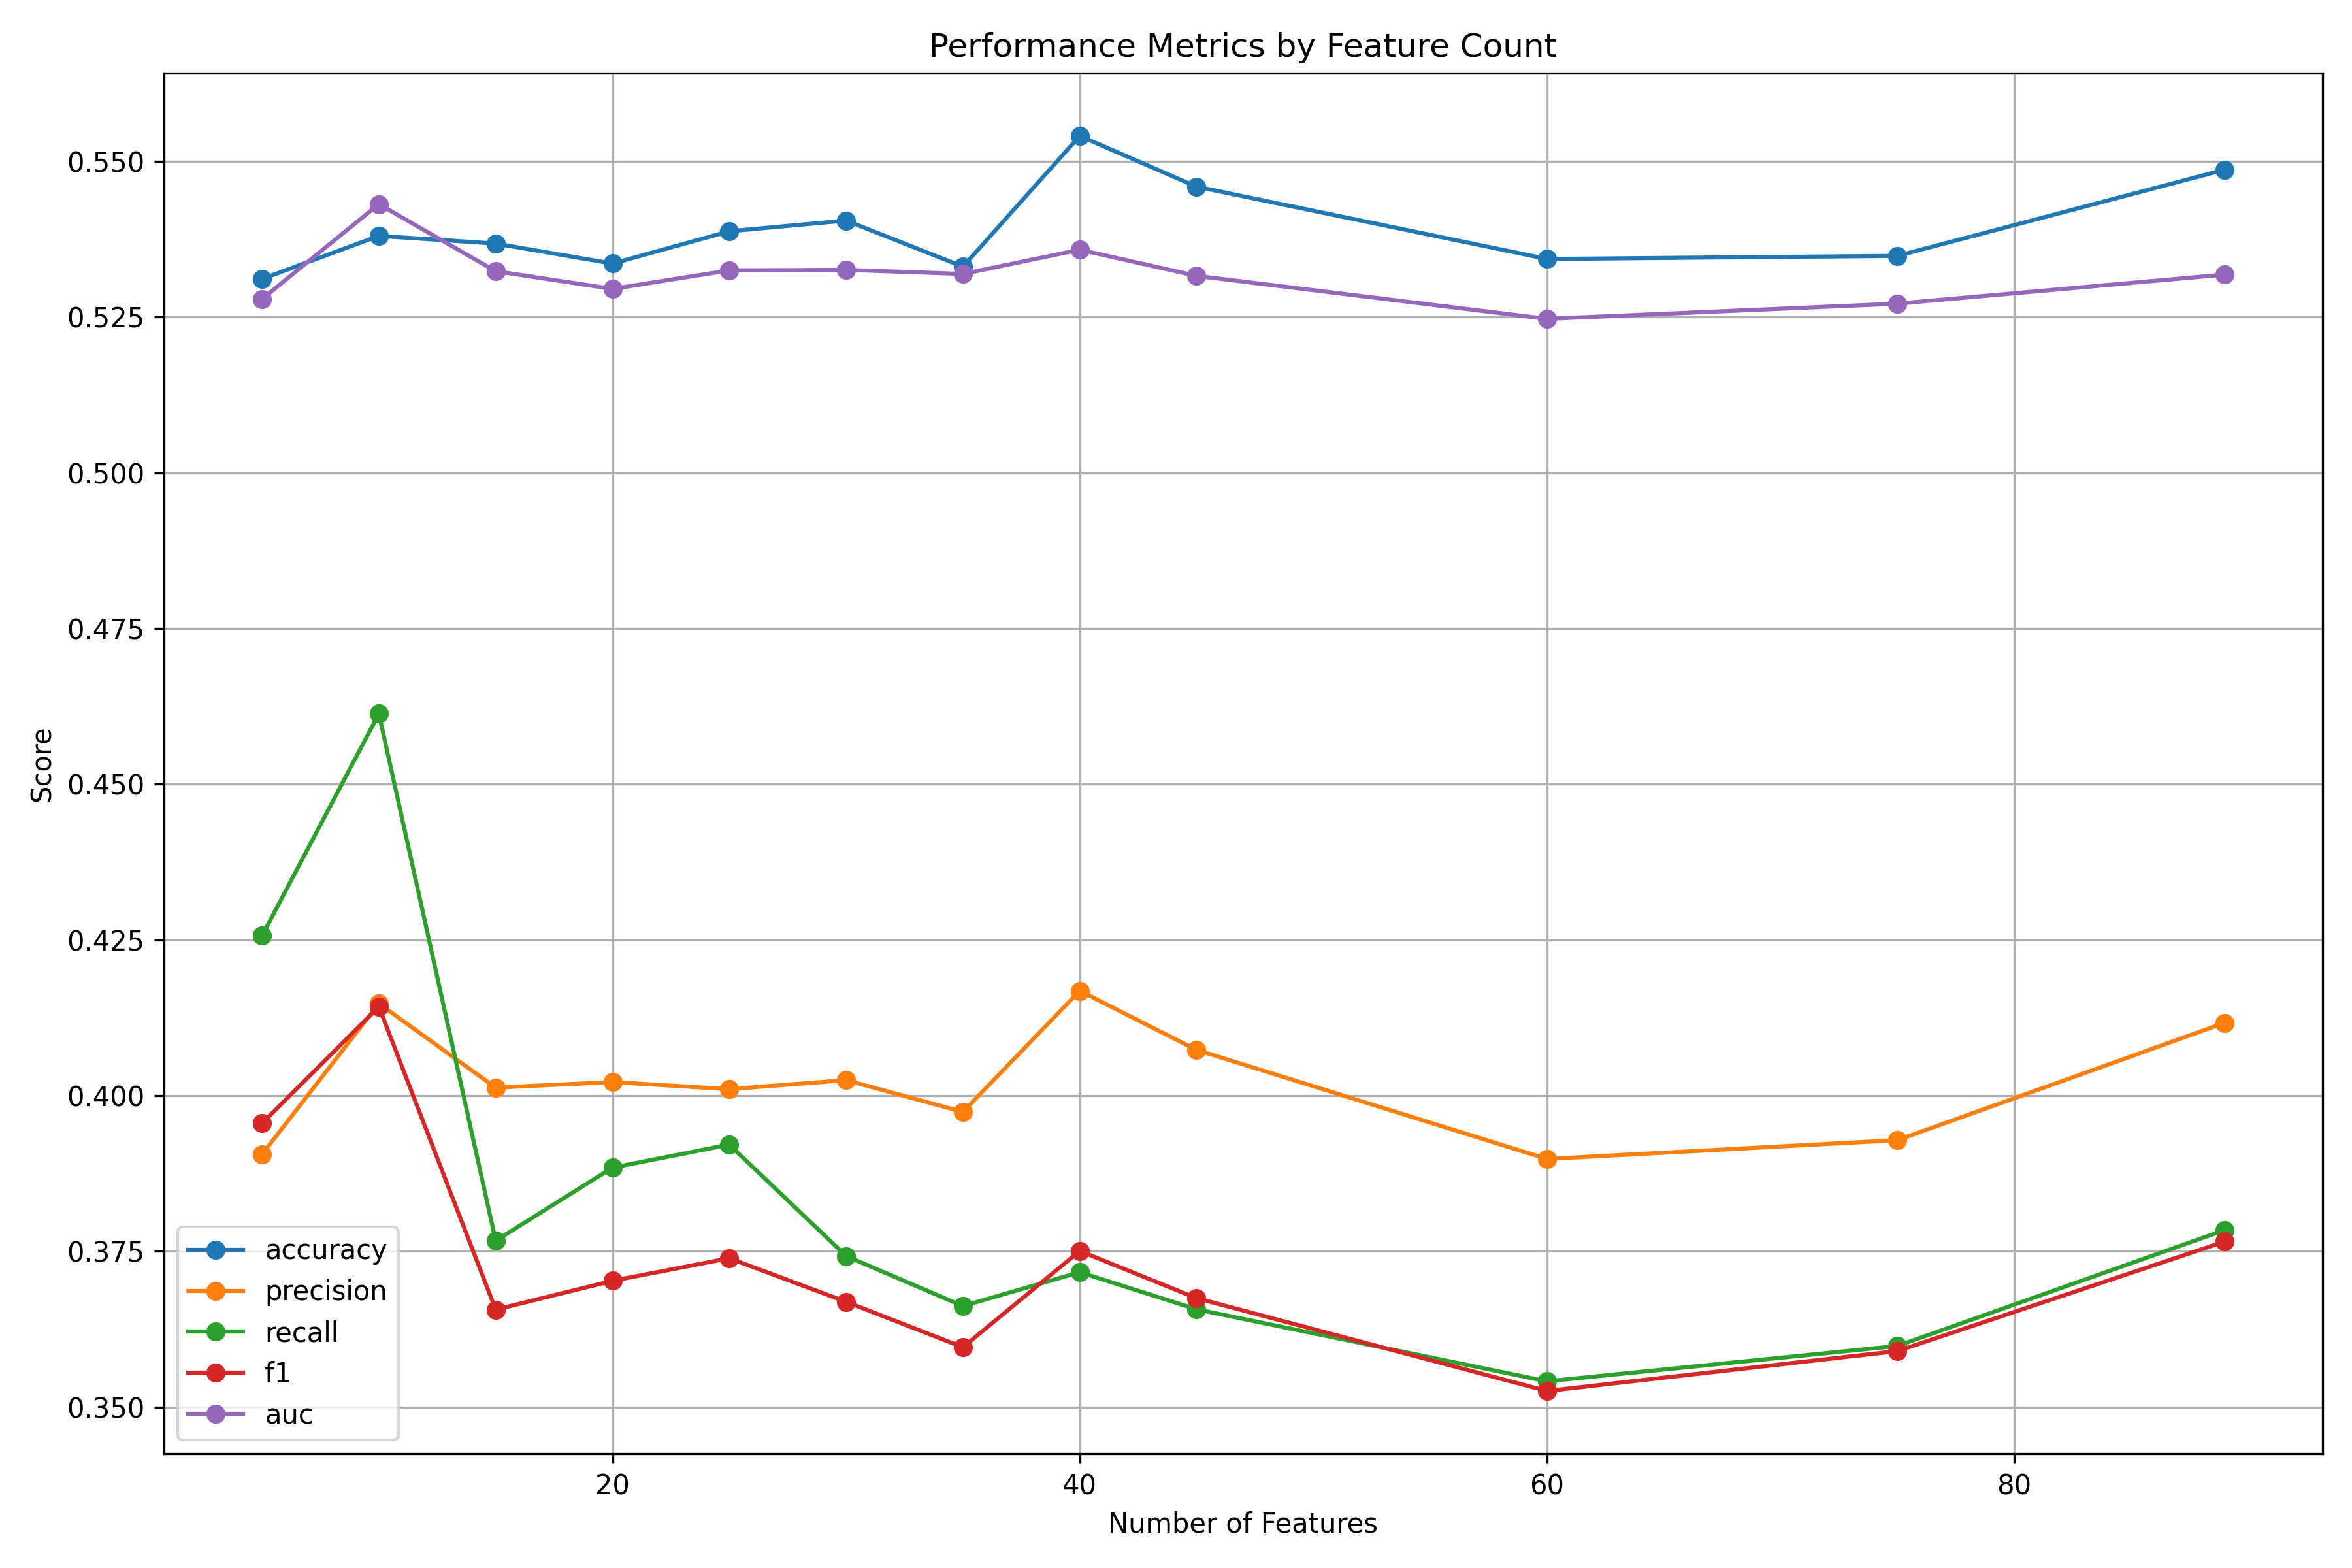 Performance Metrics by Feature Count
0.550
0.525
0.500
0.475
0.450
0.425
0.400
0.375
0.350
Score
accuracy
precision
recall
f1
auc
20 40 60 80
Number of Features